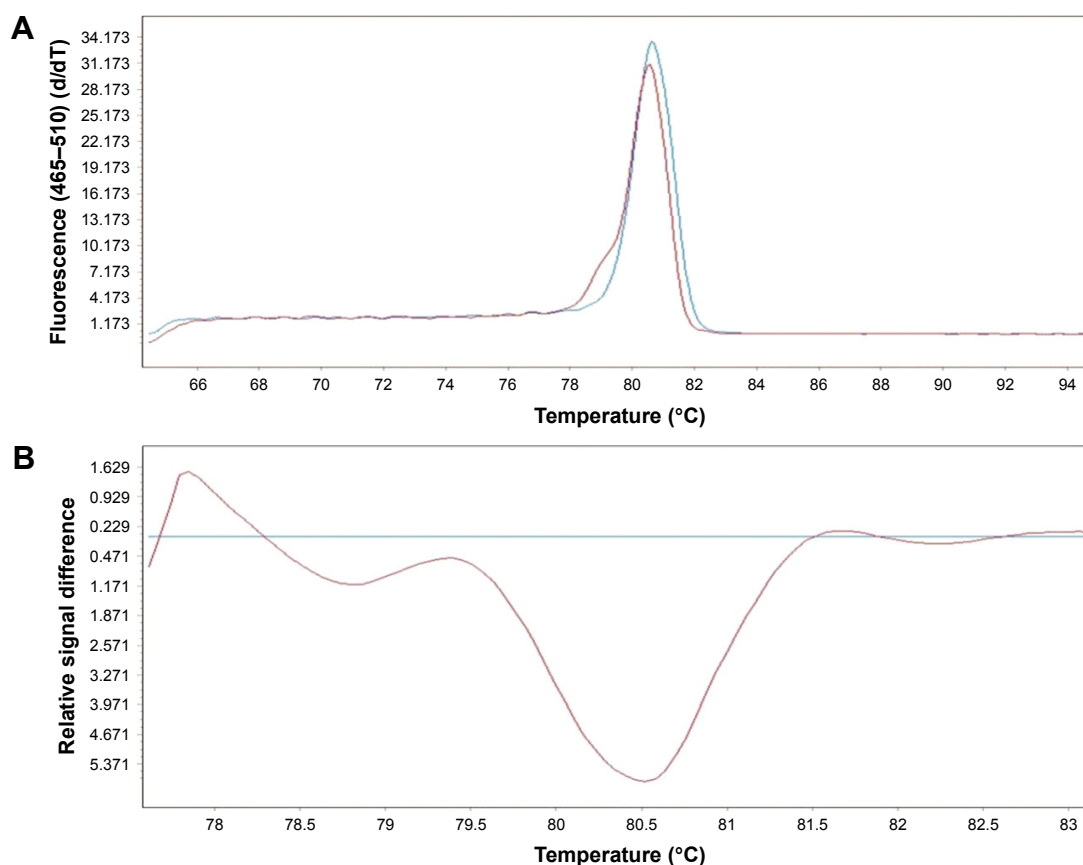 A
Fluorescence (465–510) (d/dT)
34.173
31.173
28.173
25.173
22.173
19.173
16.173
13.173
10.173
7.173
4.173
1.173
66 68 70 72 74 76 78 80 82 84 86 88 90 92 94
Temperature (°C)
B
Relative signal difference
1.629
0.929
0.229
0.471
1.171
1.871
2.571
3.271
3.971
4.671
5.371
78 78.5 79 79.5 80 80.5 81 81.5 82 82.5 83
Temperature (°C)